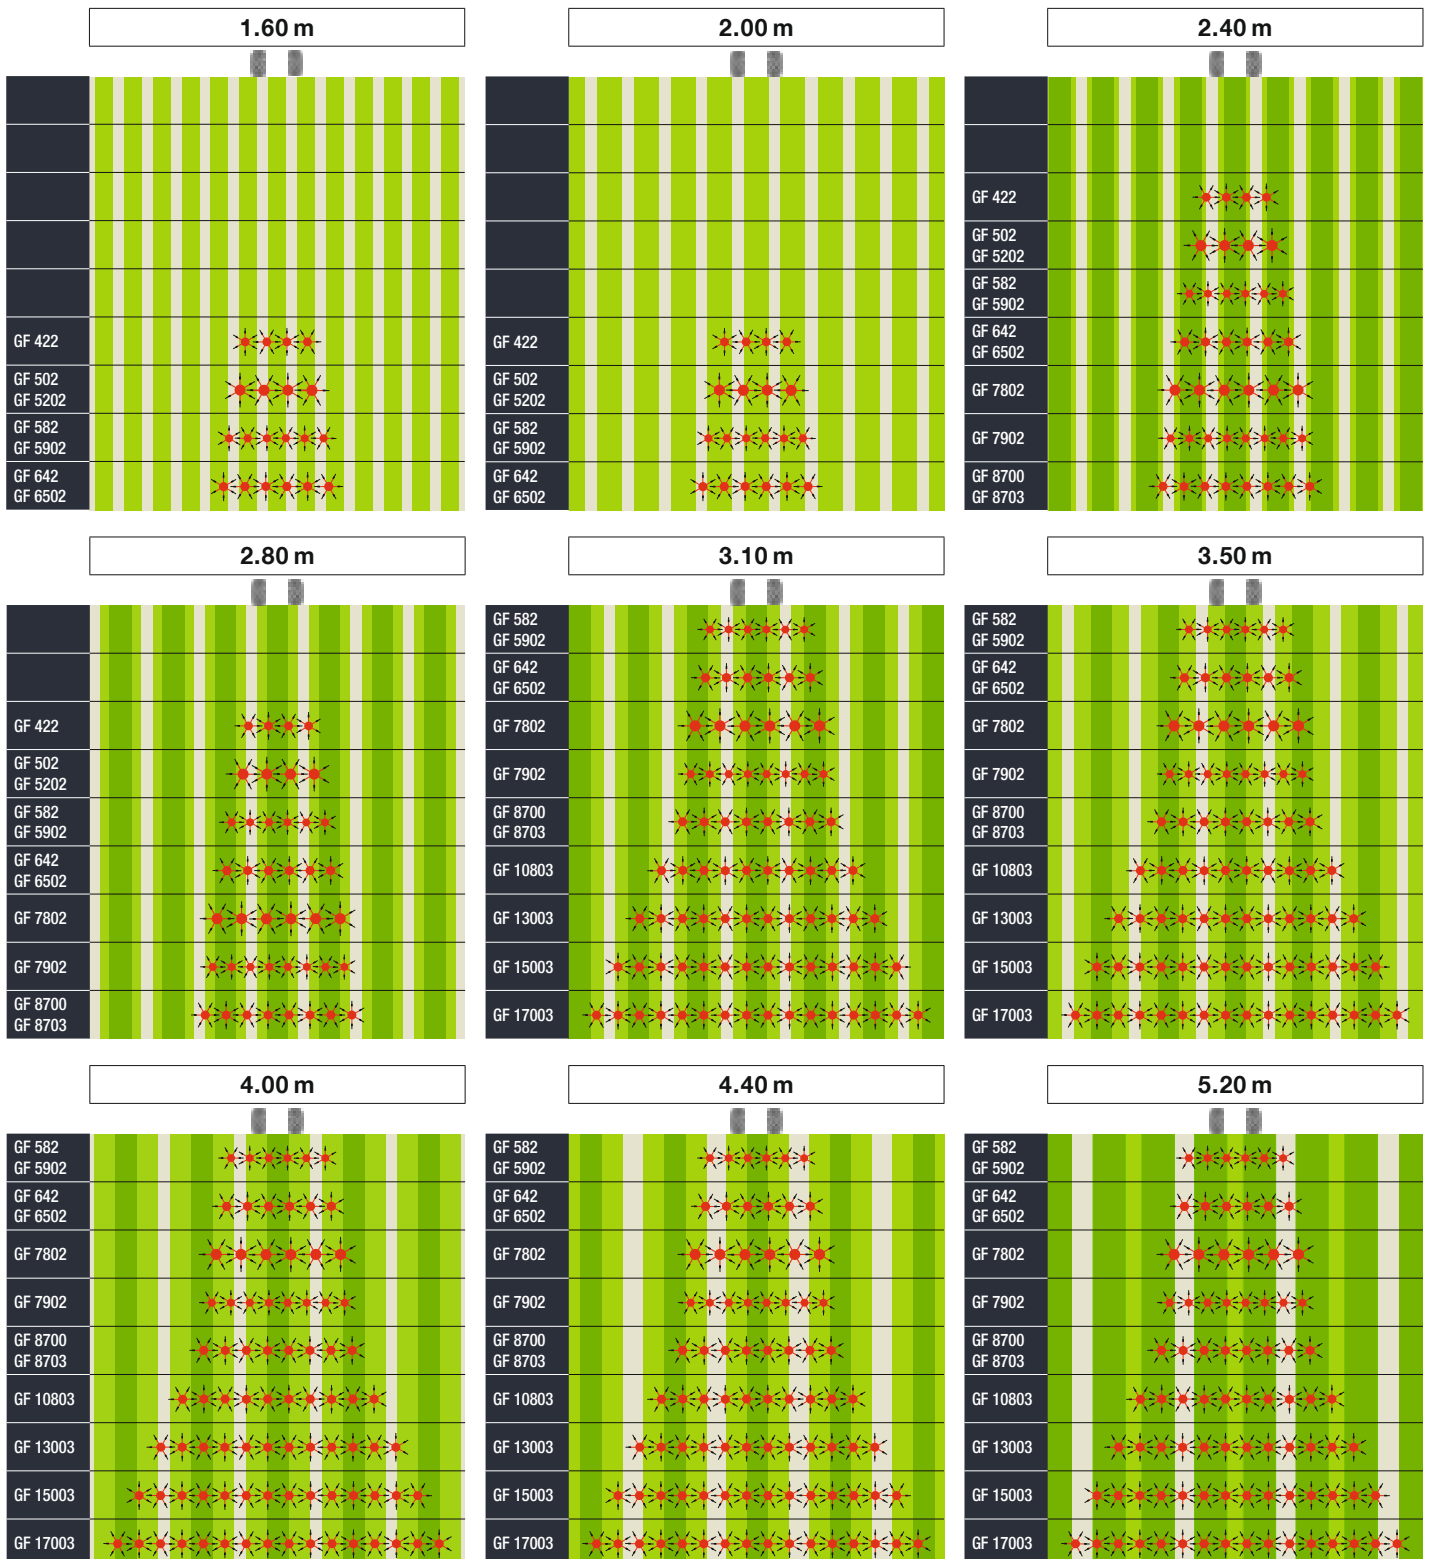 1.60 m
GF 422
GF 502
GF 5202
GF 582
GF 5902
GF 642
GF 6502
2.00 m
GF 422
GF 502
GF 5202
GF 582
GF 5902
GF 642
GF 6502
2.40 m
GF 422
GF 502
GF 5202
GF 582
GF 5902
GF 642
GF 6502
GF 7802
GF 7902
GF 8700
GF 8703
2.80 m
GF 422
GF 502
GF 5202
GF 582
GF 5902
GF 642
GF 6502
GF 7802
GF 7902
GF 8700
GF 8703
3.10 m
GF 582
GF 5902
GF 642
GF 6502
GF 7802
GF 7902
GF 8700
GF 8703
GF 10803
GF 13003
GF 15003
GF 17003
3.50 m
GF 582
GF 5902
GF 642
GF 6502
GF 7802
GF 7902
GF 8700
GF 8703
GF 10803
GF 13003
GF 15003
GF 17003
4.00 m
GF 582
GF 5902
GF 642
GF 6502
GF 7802
GF 7902
GF 8700
GF 8703
GF 10803
GF 13003
GF 15003
GF 17003
4.40 m
GF 582
GF 5902
GF 642
GF 6502
GF 7802
GF 7902
GF 8700
GF 8703
GF 10803
GF 13003
GF 15003
GF 17003
5.20 m
GF 582
GF 5902
GF 642
GF 6502
GF 7802
GF 7902
GF 8700
GF 8703
GF 10803
GF 13003
GF 15003
GF 17003